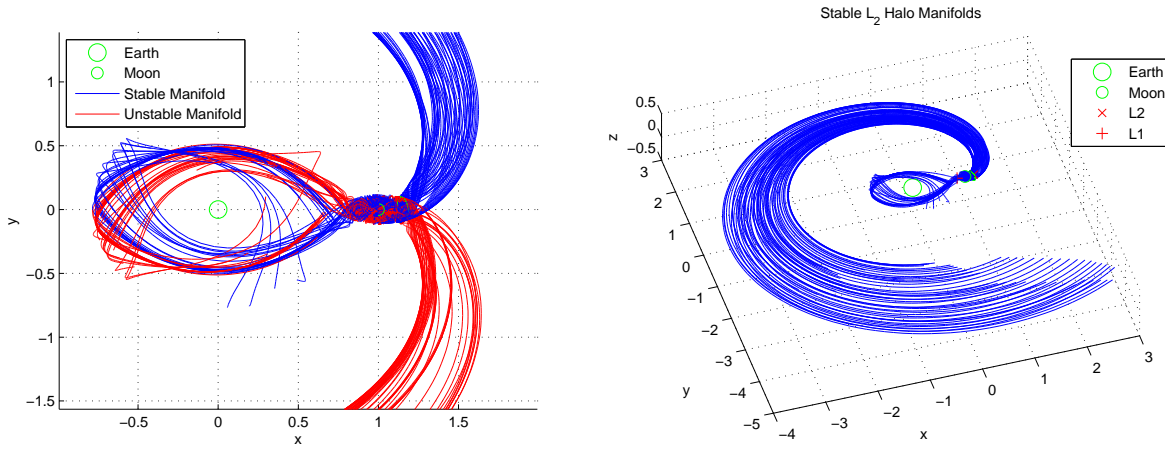 Earth
Moon
Stable Manifold
Unstable Manifold
1
0.5
0
−0.5
−1
−1.5
y
−0.5
0
0.5
1
1.5
x
Stable L2 Halo Manifolds
Earth
Moon
L2
L1
0.5
0
−0.5
z
3
2
1
0
−1
−2
−3
−4
−5
y
−4
−3
−2
−1
0
1
2
3
x